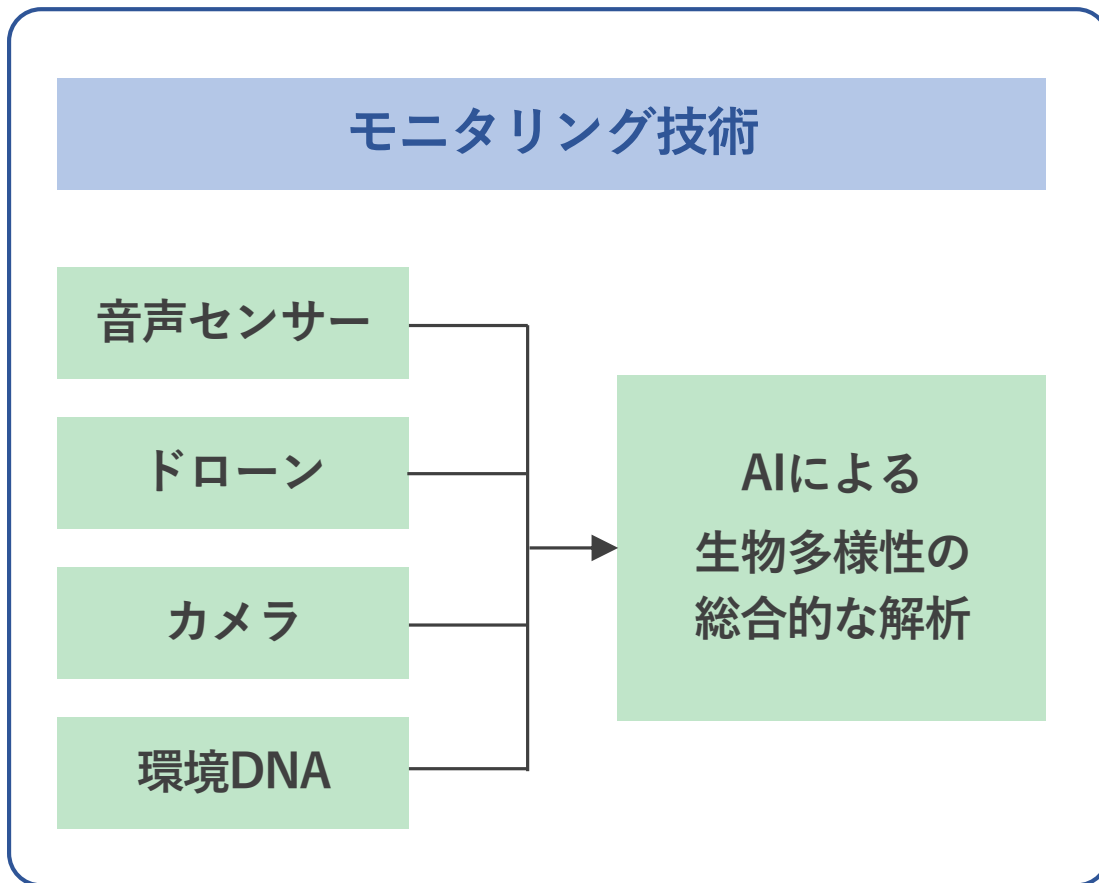 モニタリング技術
音声センサー
ドローン
カメラ
環境DNA
AIによる
生物多様性の
総合的な解析